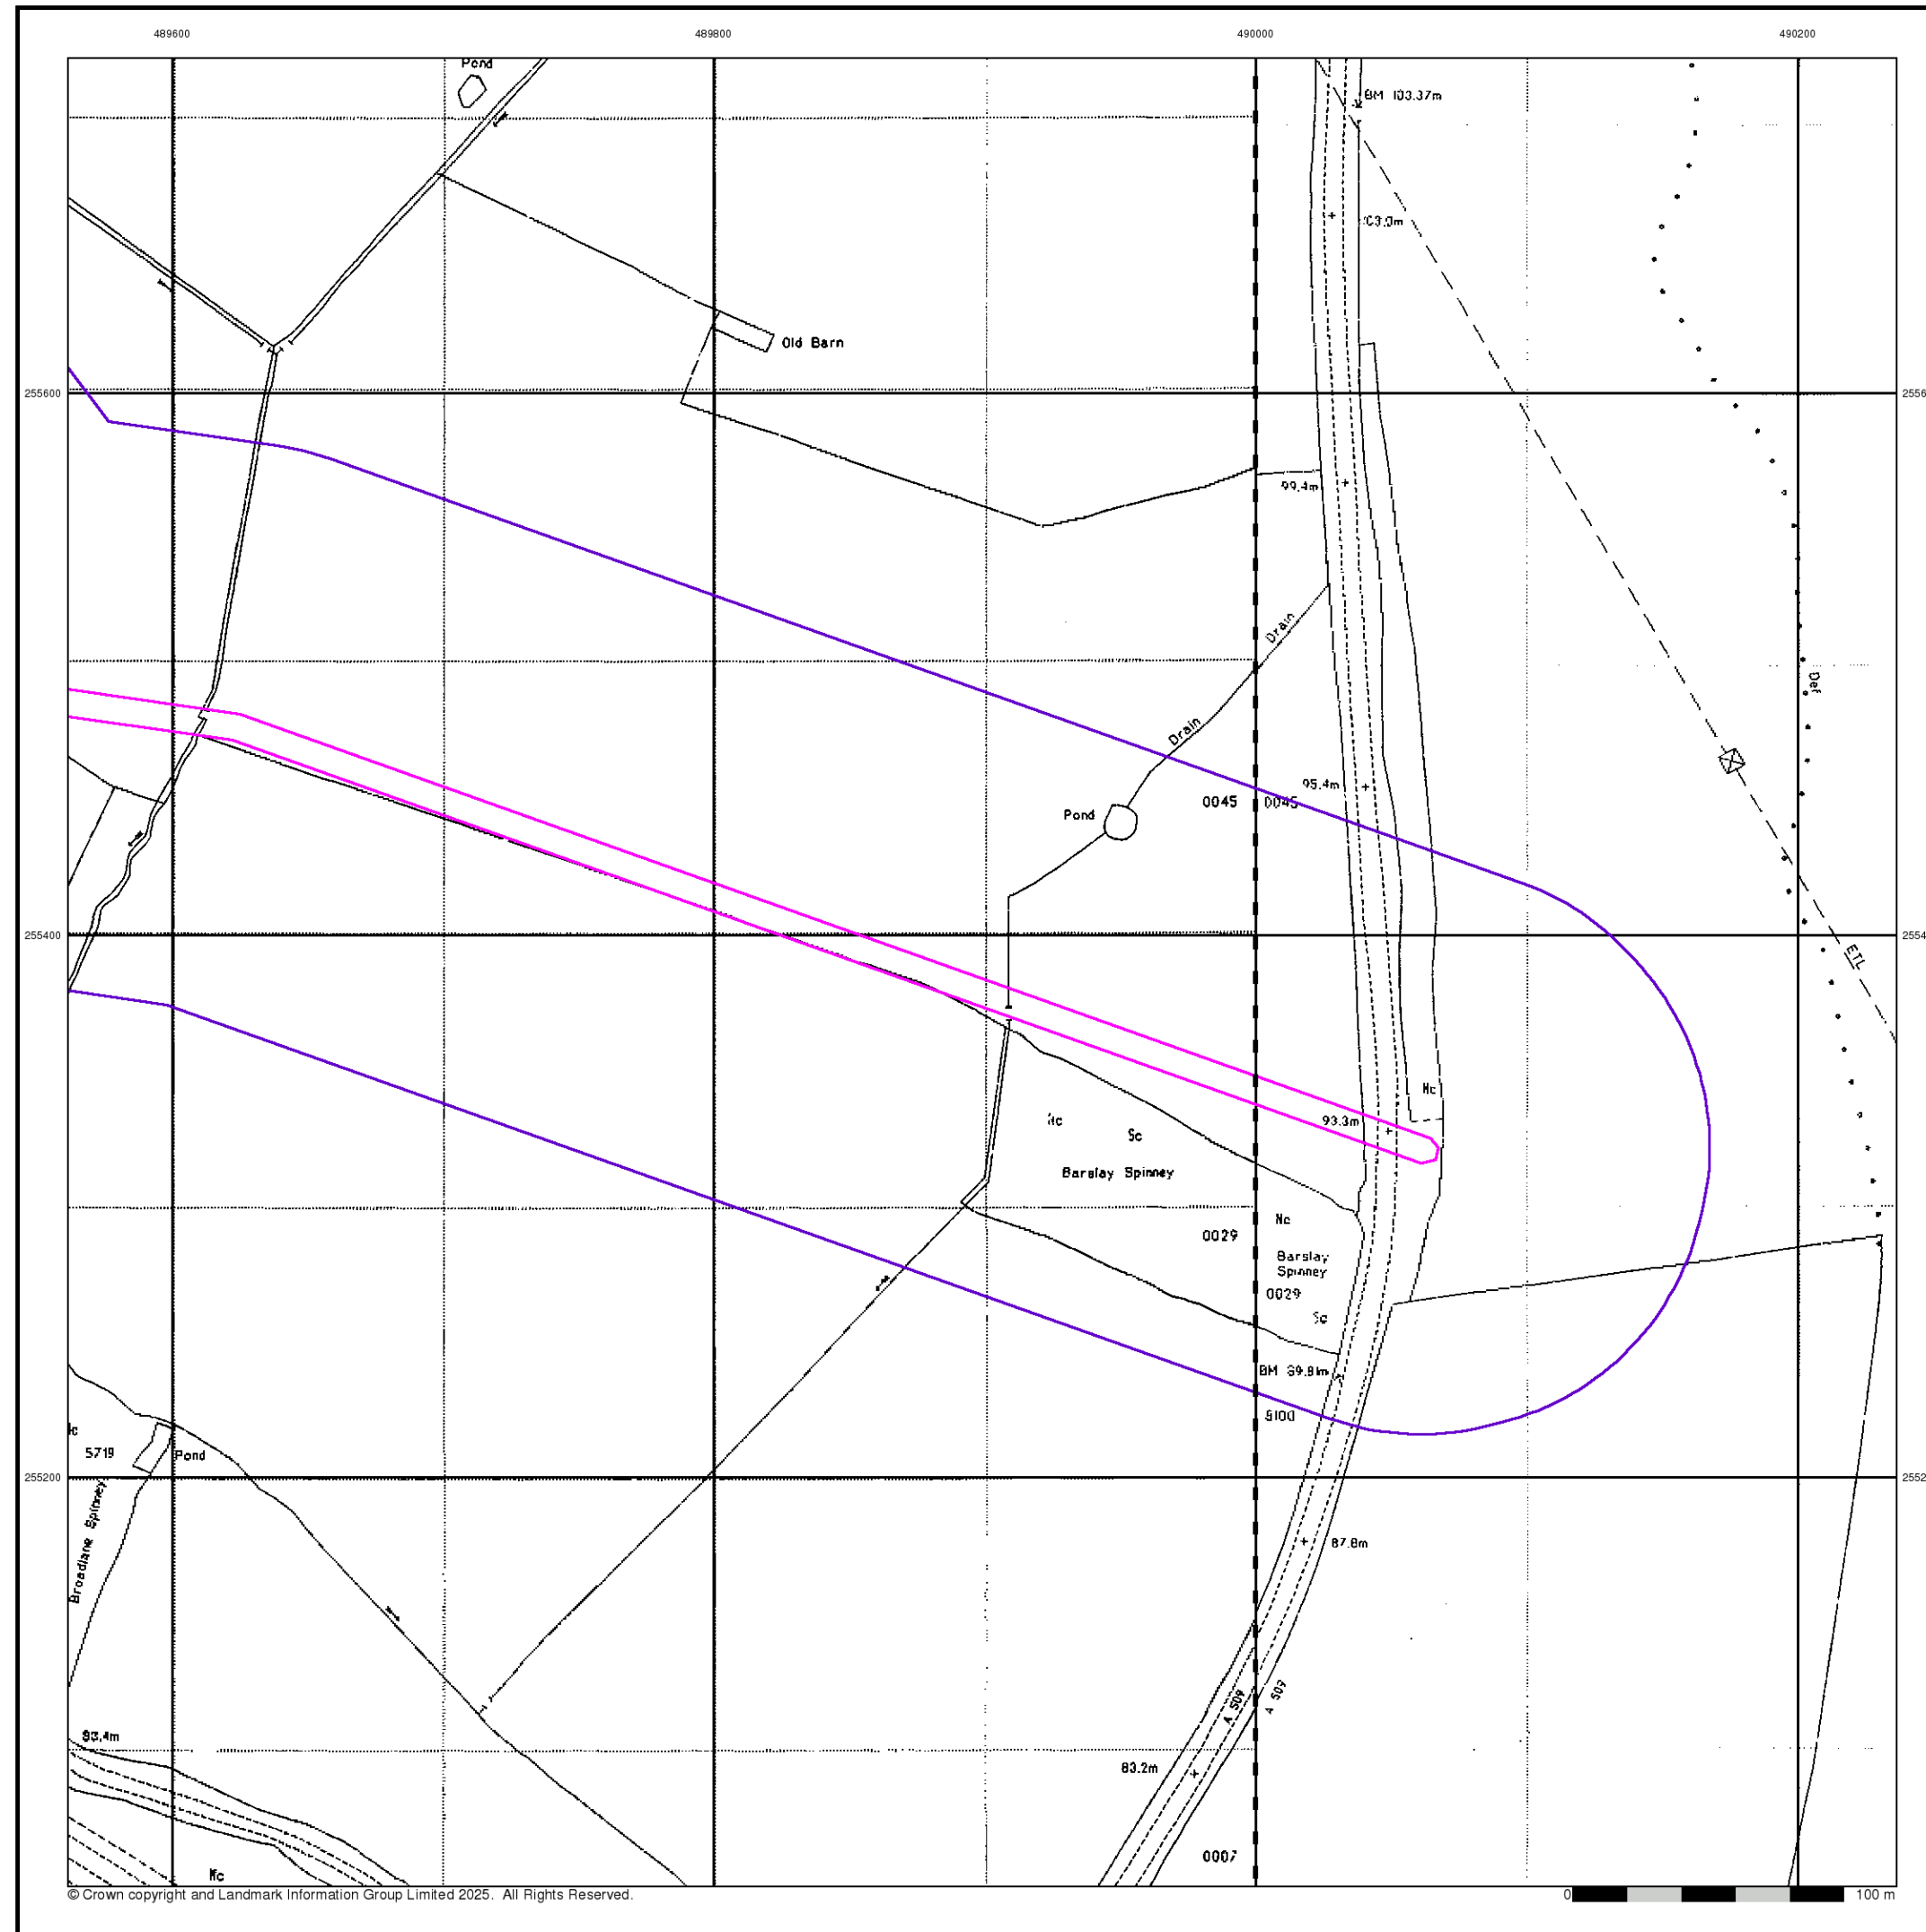 489600
489800
490000
490200
Pond
BM 103.37m
Old Barn
255600
2556
99.4m
Drain
Def
Drain
95.4m
0045
0045
Pond
255400
2554
ETL
Nc
Nc
93.3m
Sc
Barslay Spinney
Nc
0029
Barslay
Spinney
0029
Sc
BM 89.81m
5100
5719
Pond
255200
2552
Broadlane Spinney
87.8m
A 509
A 509
83.4m
83.2m
0007
Nc
© Crown copyright and Landmark Information Group Limited 2025. All Rights Reserved.
0
100 m